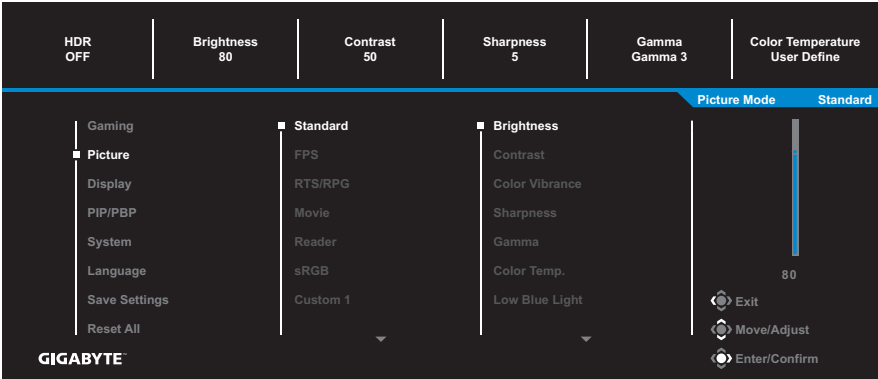 HDR
OFF
Brightness
80
Contrast
50
Sharpness
5
Gamma
Gamma 3
Color Temperature
User Define
Picture Mode Standard
Gaming
Picture
Display
PIP/PBP
System
Language
Save Settings
Reset All
Standard
FPS
RTS/RPG
Movie
Reader
sRGB
Custom 1
Brightness
Contrast
Color Vibrance
Sharpness
Gamma
Color Temp.
Low Blue Light
80
Exit
Move/Adjust
Enter/Confirm
GIGABYTE™